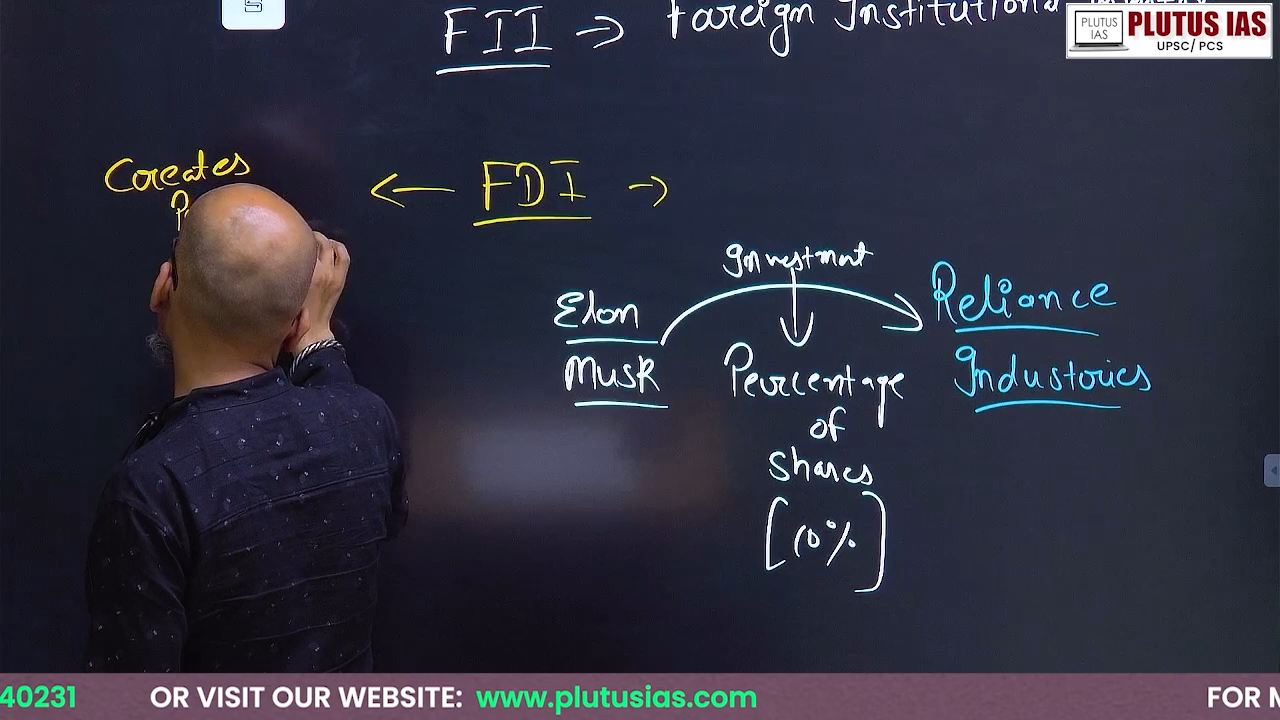 FII → Foreign Institutional
PLUTUS IAS
PLUTUS IAS
UPSC/ PCS
Creates
← FDI →
Investment
Elon
Musk
Reliance
Industries
Percentage
of
Shares
[10%]
40231 OR VISIT OUR WEBSITE: www.plutusias.com FOR M